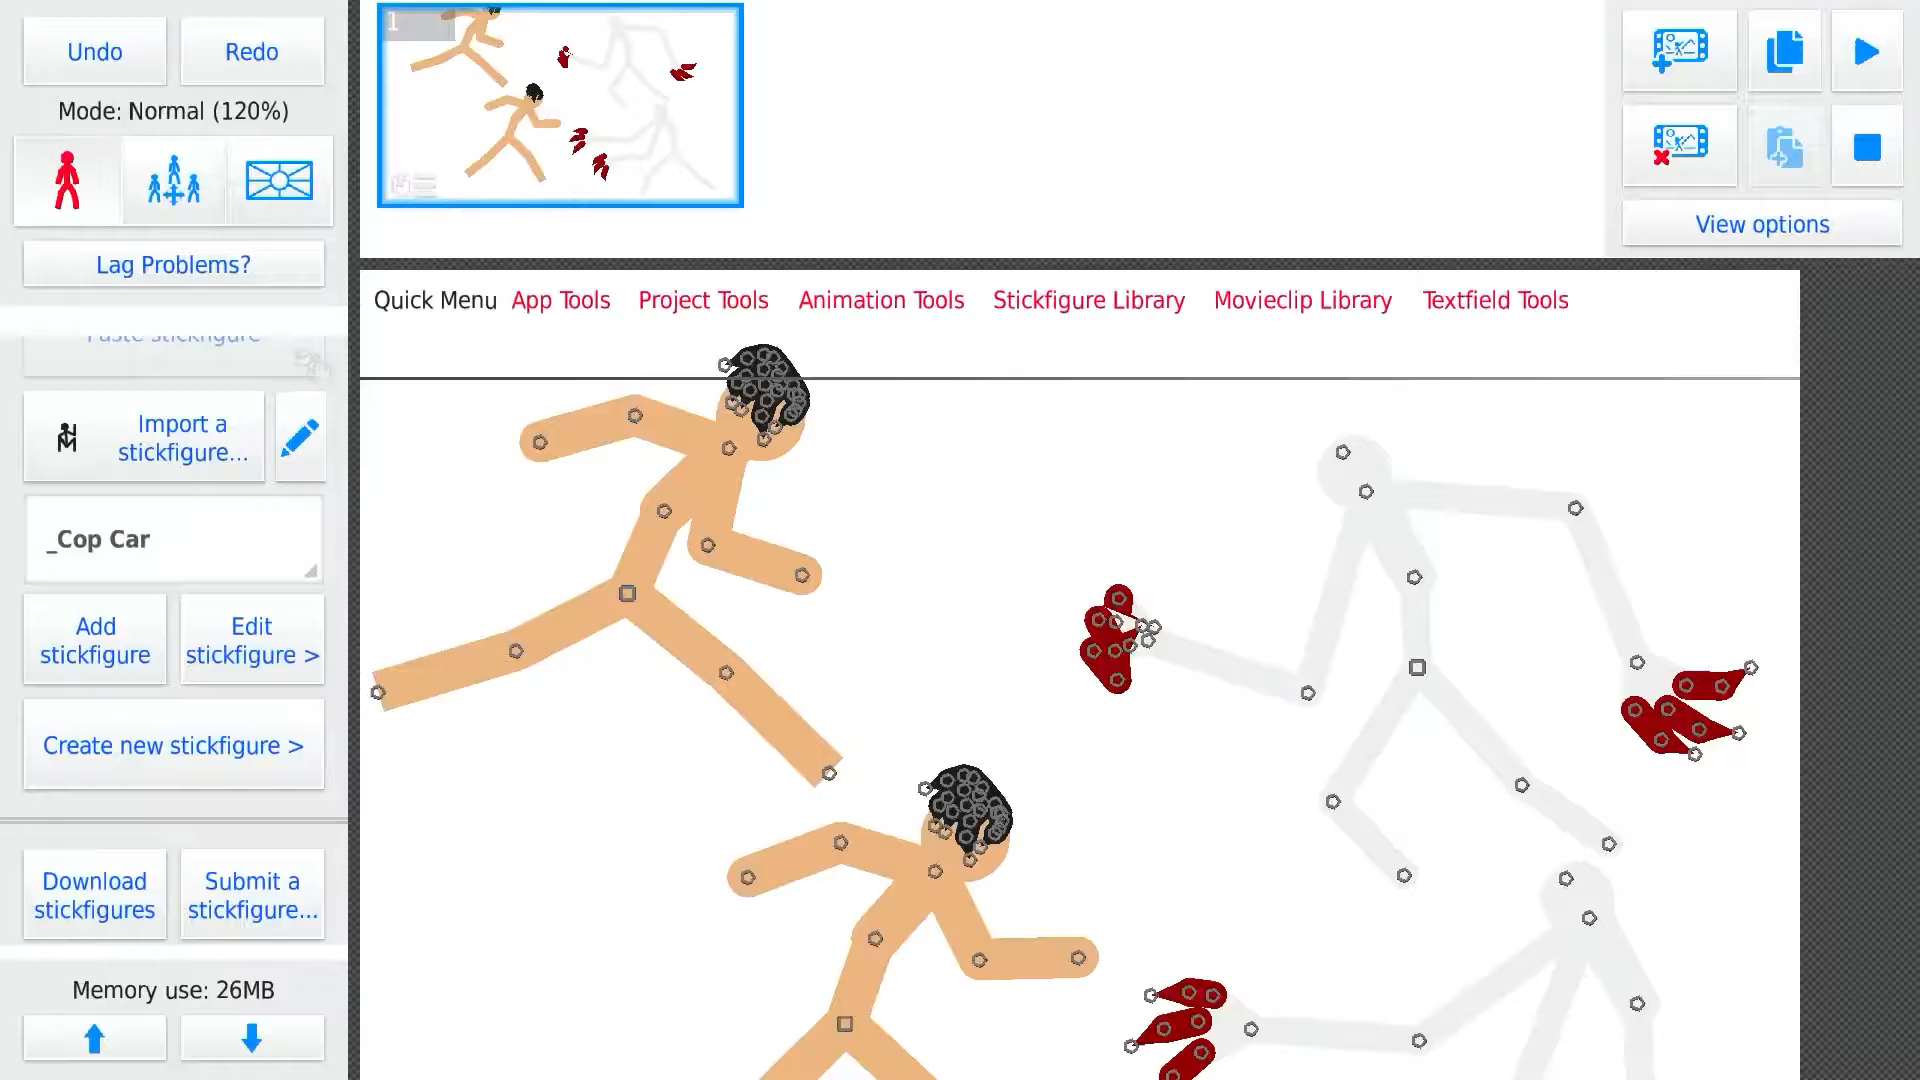 Undo
Redo
Mode: Normal (120%)
Lag Problems?
Paste stickfigure
Import a
stickfigure...
_Cop Car
Add
stickfigure
Edit
stickfigure >
Create new stickfigure >
Download
stickfigures
Submit a
stickfigure...
Memory use: 26MB
1
View options
Quick Menu App Tools Project Tools Animation Tools Stickfigure Library Movieclip Library Textfield Tools